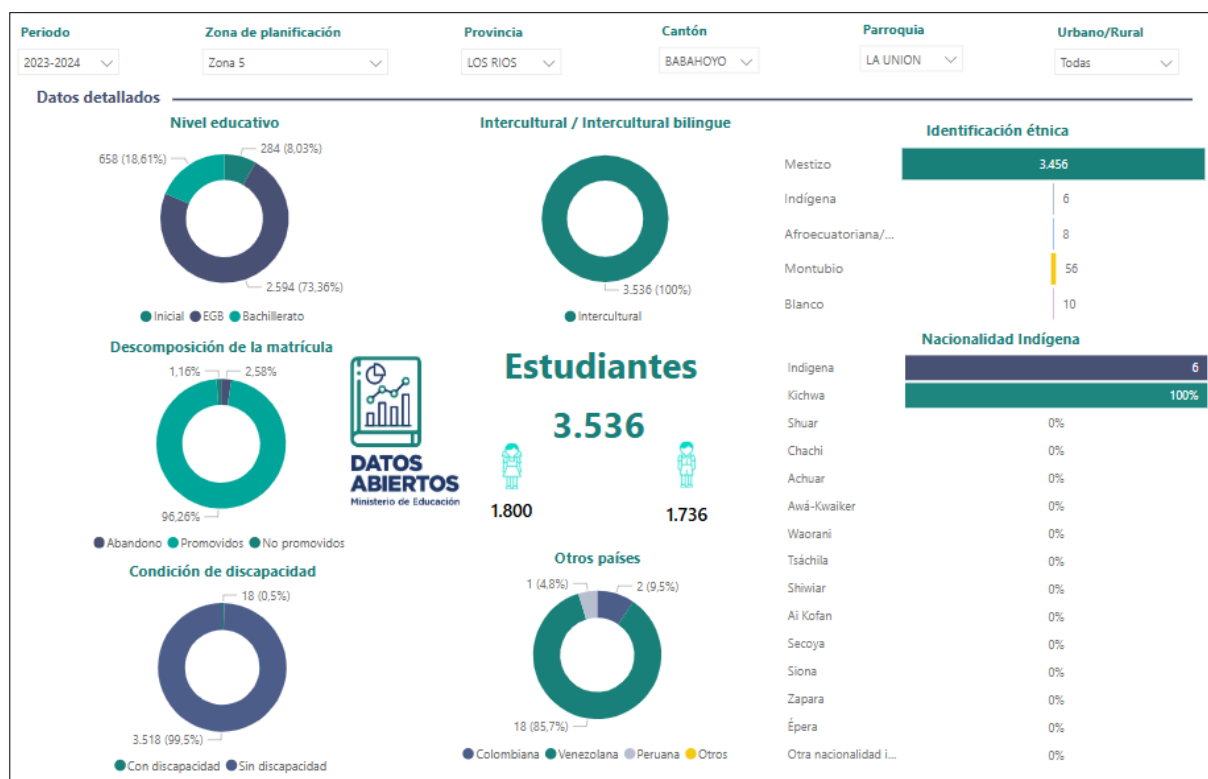 Periodo
2023-2024
Zona de planificación
Zona 5
Provincia
LOS RIOS
Cantón
BABAHOYO
Parroquia
LA UNION
Urbano/Rural
Todas
Datos detallados
Nivel educativo
658 (18,61%)
284 (8,03%)
2.594 (73,36%)
Inicial EGB Bachillerato
Intercultural / Intercultural bilingue
3.536 (100%)
Intercultural
Identificación étnica
Mestizo 3.456
Indígena 6
Afroecuatoriana/... 8
Montubio 56
Blanco 10
Descomposición de la matrícula
1,16%
2,58%
96,26%
Abandono Promovidos No promovidos
DATOS
ABIERTOS
Ministerio de Educación
Estudiantes
3.536
1.800
1.736
Nacionalidad Indígena
Indigena 6
Kichwa 100%
Shuar 0%
Chachi 0%
Achuar 0%
Awá-Kwaiker 0%
Waorani 0%
Tsáchila 0%
Shiwiar 0%
Ai Kofan 0%
Secoya 0%
Siona 0%
Zapara 0%
Épera 0%
Otra nacionalidad i... 0%
Condición de discapacidad
18 (0,5%)
3.518 (99,5%)
Con discapacidad Sin discapacidad
Otros países
1 (4,8%)
2 (9,5%)
18 (85,7%)
Colombiana Venezolana Peruana Otros